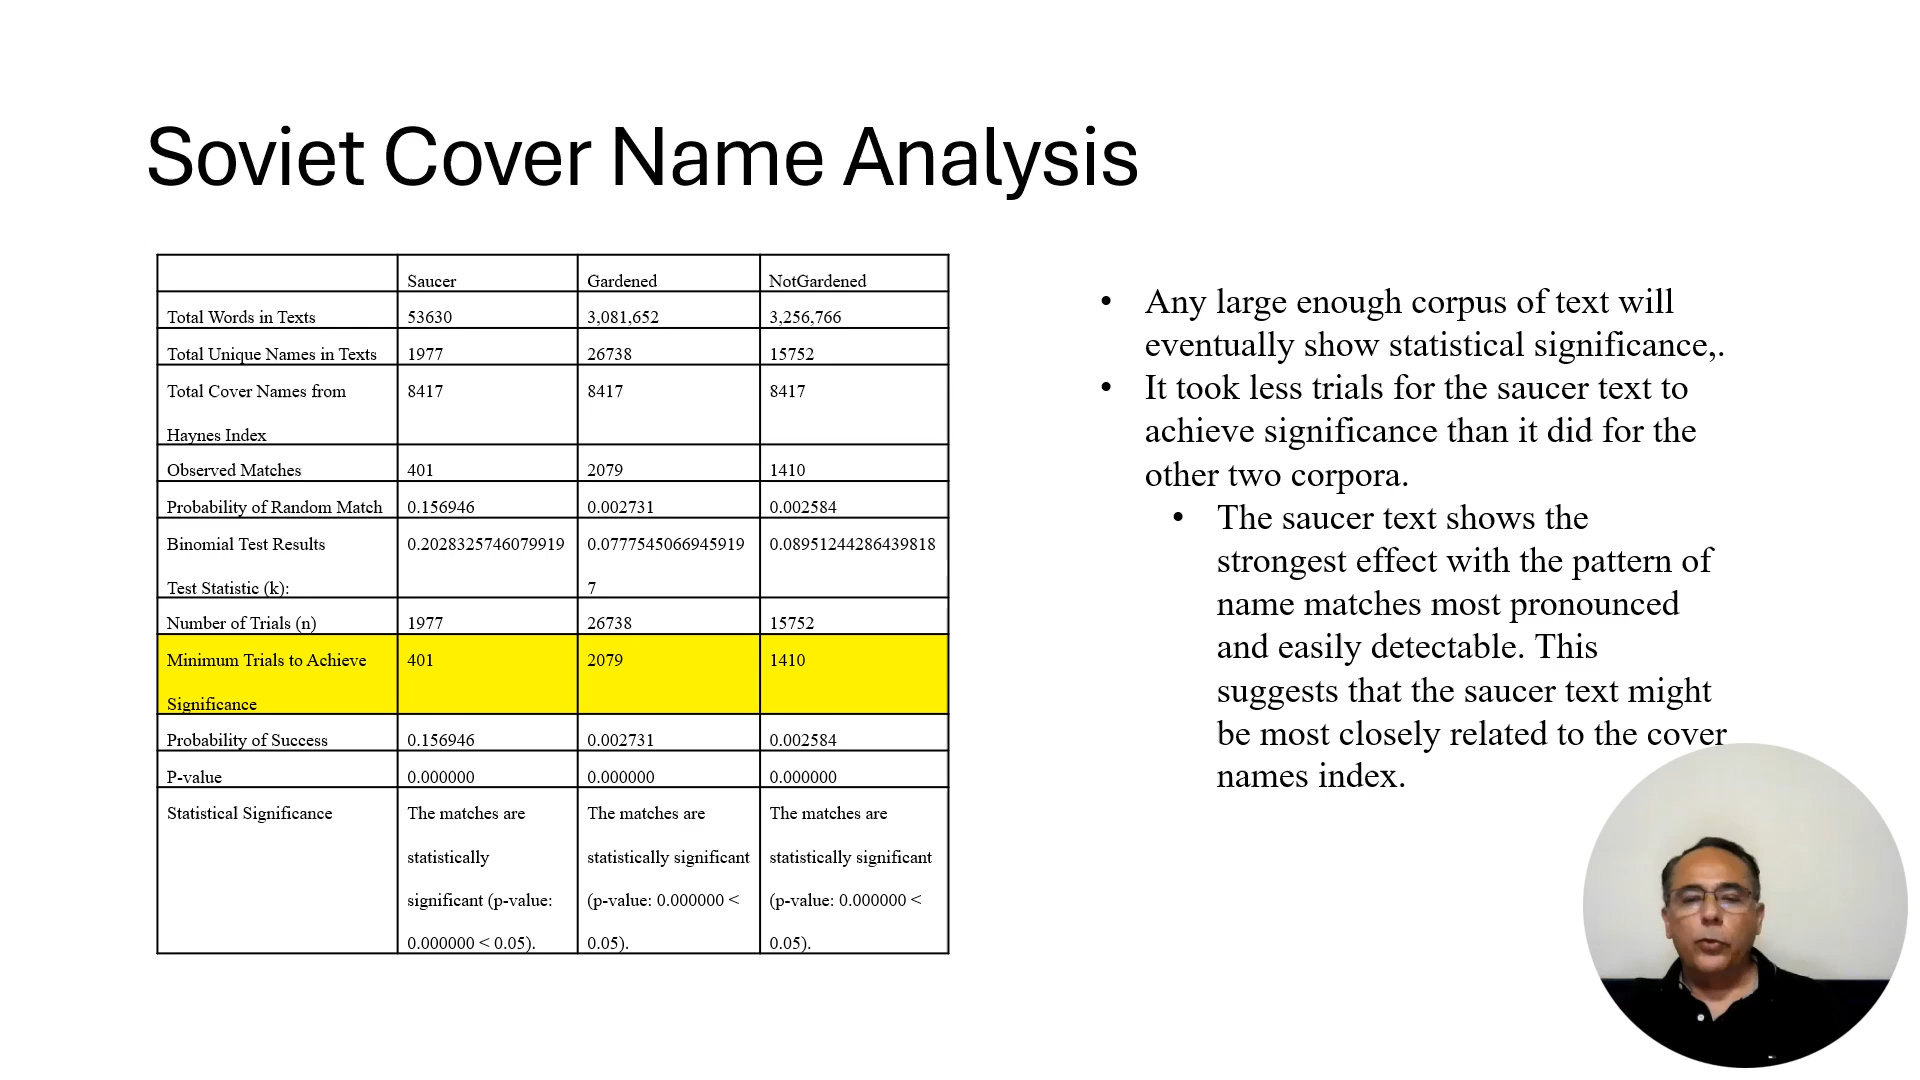 Soviet Cover Name Analysis
Saucer Gardened NotGardened
Total Words in Texts 53630 3,081,652 3,256,766
Total Unique Names in Texts 1977 26738 15752
Total Cover Names from 8417 8417 8417
Haynes Index
Observed Matches 401 2079 1410
Probability of Random Match 0.156946 0.002731 0.002584
Binomial Test Results 0.2028325746079919 0.0777545066945919 0.08951244286439818
Test Statistic (k): 7
Number of Trials (n) 1977 26738 15752
Minimum Trials to Achieve 401 2079 1410
Significance
Probability of Success 0.156946 0.002731 0.002584
P-value 0.000000 0.000000 0.000000
Statistical Significance The matches are The matches are The matches are
statistically statistically significant statistically significant
significant (p-value: (p-value: 0.000000 < (p-value: 0.000000 <
0.000000 < 0.05). 0.05). 0.05).
• Any large enough corpus of text will
eventually show statistical significance,.
• It took less trials for the saucer text to
achieve significance than it did for the
other two corpora.
• The saucer text shows the
strongest effect with the pattern of
name matches most pronounced
and easily detectable. This
suggests that the saucer text might
be most closely related to the cover
names index.